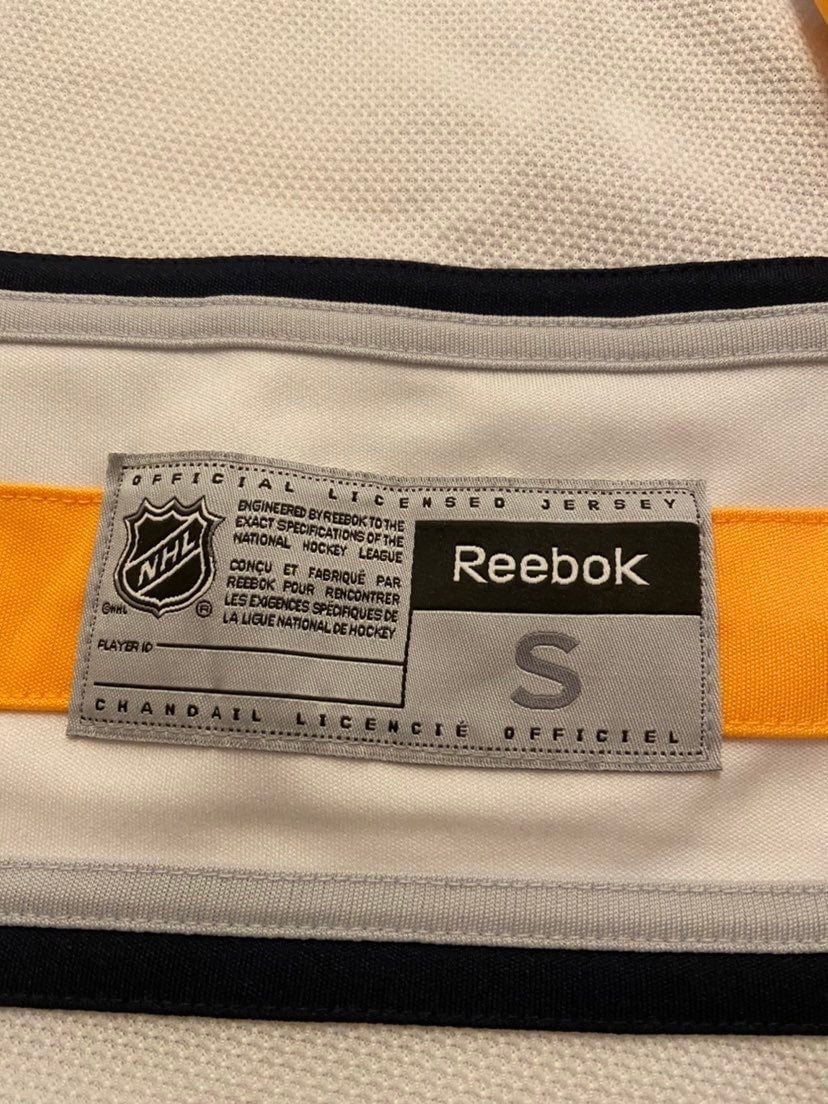 OFFICIAL LICENSED JERSEY
NHL
©NHL
®
ENGINEERED BY REEBOK TO THE
EXACT SPECIFICATIONS OF THE
NATIONAL HOCKEY LEAGUE
CONÇU ET FABRIQUÉ PAR
REEBOK POUR RENCONTRER
LES EXIGENCES SPÉCIFIQUES DE
LA LIGUE NATIONAL DE HOCKEY
PLAYER ID
Reebok
S
CHANDAIL LICENCIÉ OFFICIEL